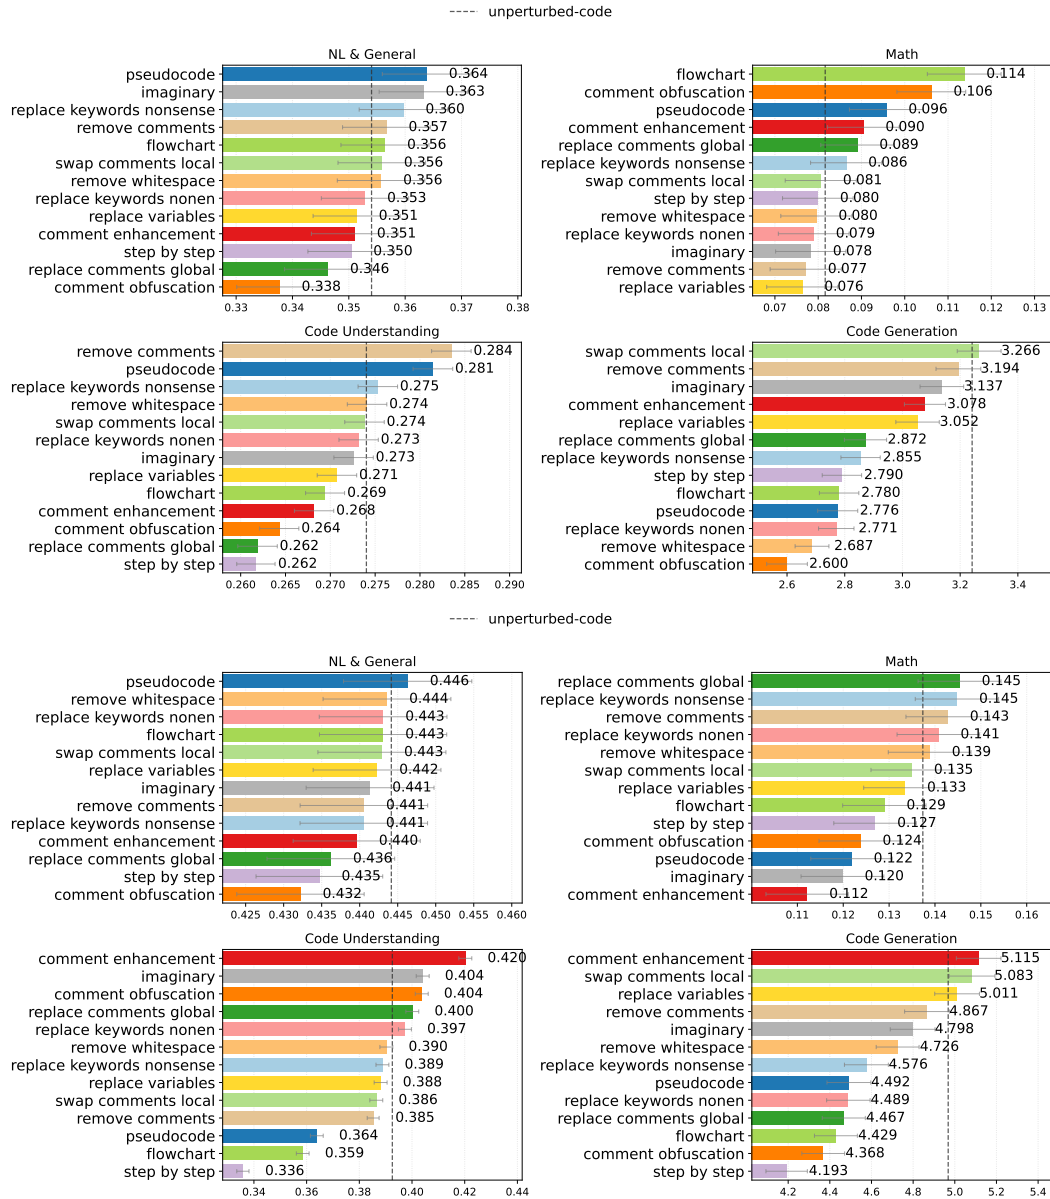 unperturbed-code
NL & General
pseudocode 0.364
imaginary 0.363
replace keywords nonsense 0.360
remove comments 0.357
flowchart 0.356
swap comments local 0.356
remove whitespace 0.356
replace keywords nonen 0.353
replace variables 0.351
comment enhancement 0.351
step by step 0.350
replace comments global 0.346
comment obfuscation 0.338
0.33 0.34 0.35 0.36 0.37 0.38
Math
flowchart 0.114
comment obfuscation 0.106
pseudocode 0.096
comment enhancement 0.090
replace comments global 0.089
replace keywords nonsense 0.086
swap comments local 0.081
step by step 0.080
remove whitespace 0.080
replace keywords nonen 0.079
imaginary 0.078
remove comments 0.077
replace variables 0.076
0.07 0.08 0.09 0.10 0.11 0.12 0.13
Code Understanding
remove comments 0.284
pseudocode 0.281
replace keywords nonsense 0.275
remove whitespace 0.274
swap comments local 0.274
replace keywords nonen 0.273
imaginary 0.273
replace variables 0.271
flowchart 0.269
comment enhancement 0.268
comment obfuscation 0.264
replace comments global 0.262
step by step 0.262
0.260 0.265 0.270 0.275 0.280 0.285 0.290
Code Generation
swap comments local 3.266
remove comments 3.194
imaginary 3.137
comment enhancement 3.078
replace variables 3.052
replace comments global 2.872
replace keywords nonsense 2.855
step by step 2.790
flowchart 2.780
pseudocode 2.776
replace keywords nonen 2.771
remove whitespace 2.687
comment obfuscation 2.600
2.6 2.8 3.0 3.2 3.4
unperturbed-code
NL & General
pseudocode 0.446
remove whitespace 0.444
replace keywords nonen 0.443
flowchart 0.443
swap comments local 0.443
replace variables 0.442
imaginary 0.441
remove comments 0.441
replace keywords nonsense 0.441
comment enhancement 0.440
replace comments global 0.436
step by step 0.435
comment obfuscation 0.432
0.425 0.430 0.435 0.440 0.445 0.450 0.455 0.460
Math
replace comments global 0.145
replace keywords nonsense 0.145
remove comments 0.143
replace keywords nonen 0.141
remove whitespace 0.139
swap comments local 0.135
replace variables 0.133
flowchart 0.129
step by step 0.127
comment obfuscation 0.124
pseudocode 0.122
imaginary 0.120
comment enhancement 0.112
0.11 0.12 0.13 0.14 0.15 0.16
Code Understanding
comment enhancement 0.420
imaginary 0.404
comment obfuscation 0.404
replace comments global 0.400
replace keywords nonen 0.397
remove whitespace 0.390
replace keywords nonsense 0.389
replace variables 0.388
swap comments local 0.386
remove comments 0.385
pseudocode 0.364
flowchart 0.359
step by step 0.336
0.34 0.36 0.38 0.40 0.42 0.44
Code Generation
comment enhancement 5.115
swap comments local 5.083
replace variables 5.011
remove comments 4.867
imaginary 4.798
remove whitespace 4.726
replace keywords nonsense 4.576
pseudocode 4.492
replace keywords nonen 4.489
replace comments global 4.467
flowchart 4.429
comment obfuscation 4.368
step by step 4.193
4.2 4.4 4.6 4.8 5.0 5.2 5.4